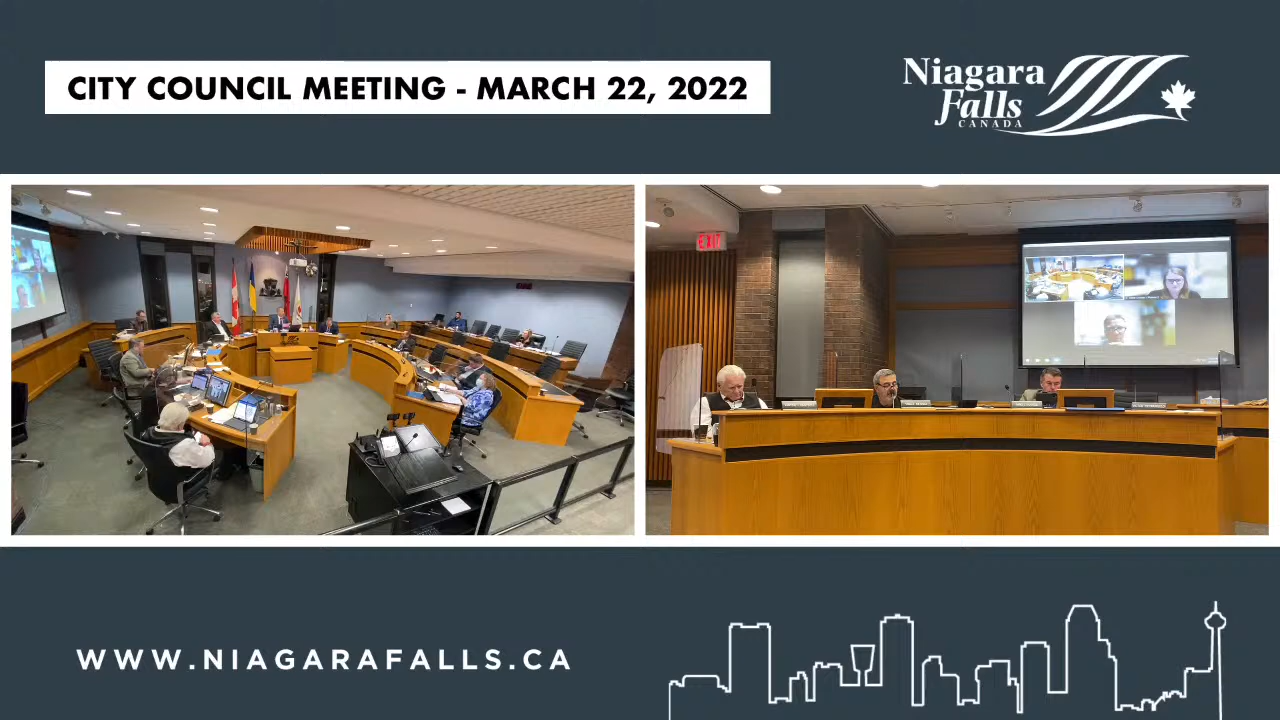 CITY COUNCIL MEETING - MARCH 22, 2022
Niagara
Falls
CANADA
EXIT
WWW.NIAGARAFALLS.CA